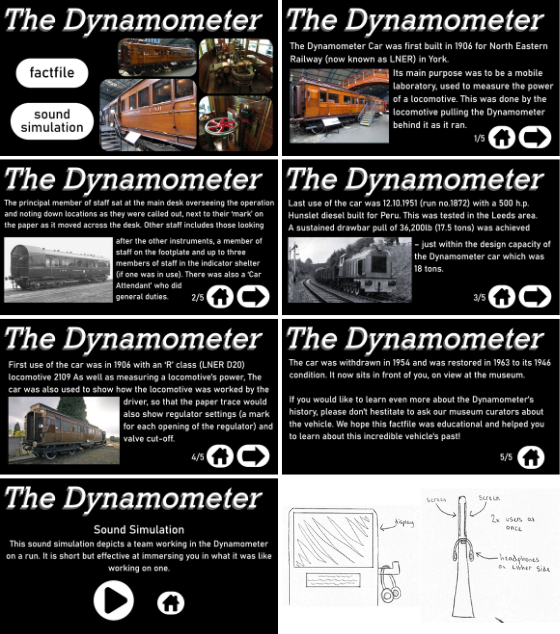 The Dynamometer
factfile
sound
simulation
The Dynamometer
The Dynamometer Car was first built in 1906 for North Eastern
Railway (now known as LNER) in York.
Its main purpose was to be a mobile
laboratory, used to measure the power
of a locomotive. This was done by the
locomotive pulling the Dynamometer
behind it as it ran.
1/5
The Dynamometer
The principal member of staff sat at the main desk overseeing the operation
and noting down locations as they were called out, next to their 'mark' on
the paper as it moved across the desk. Other staff includes those looking
after the other instruments, a member of
staff on the footplate and up to three
members of staff in the indicator shelter
(if one was in use). There was also a 'Car
Attendant' who did
general duties.
2/5
The Dynamometer
Last use of the car was 12.10.1951 (run no.1872) with a 500 h.p.
Hunslet diesel built for Peru. This was tested in the Leeds area.
A sustained drawbar pull of 36,200lb (17.5 tons) was achieved
– just within the design capacity of
the Dynamometer car which was
18 tons.
3/5
The Dynamometer
First use of the car was in 1906 with an 'R' class (LNER D20)
locomotive 2109 As well as measuring a locomotive's power, The
car was also used to show how the locomotive was worked by the
driver, so that the paper trace would
also show regulator settings (a mark
for each opening of the regulator) and
valve cut-off.
4/5
The Dynamometer
The car was withdrawn in 1954 and was restored in 1963 to its 1946
condition. It now sits in front of you, on view at the museum.
If you would like to learn even more about the Dynamometer's
history, please don't hestitate to ask our museum curators about
the vehicle. We hope this factfile was educational and helped you
to learn about this incredible vehicle's past!
5/5
The Dynamometer
Sound Simulation
This sound simulation depicts a team working in the Dynamometer
on a run. It is short but effective at immersing you in what it was like
working on one.
display
screen
screen
2x users at
once
headphones
on either side